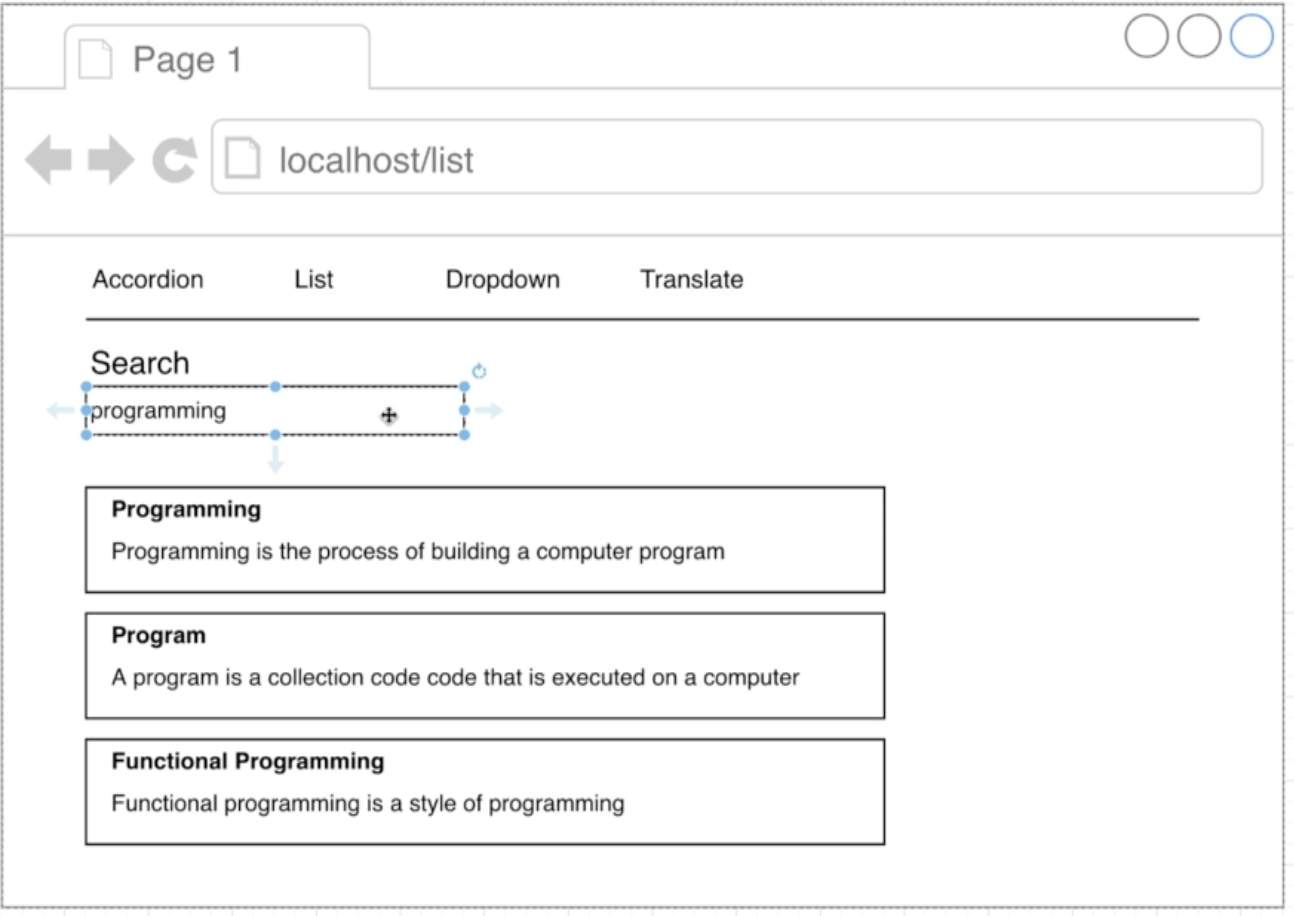 Page 1
localhost/list
Accordion List Dropdown Translate
Search
programming
Programming
Programming is the process of building a computer program
Program
A program is a collection code code that is executed on a computer
Functional Programming
Functional programming is a style of programming